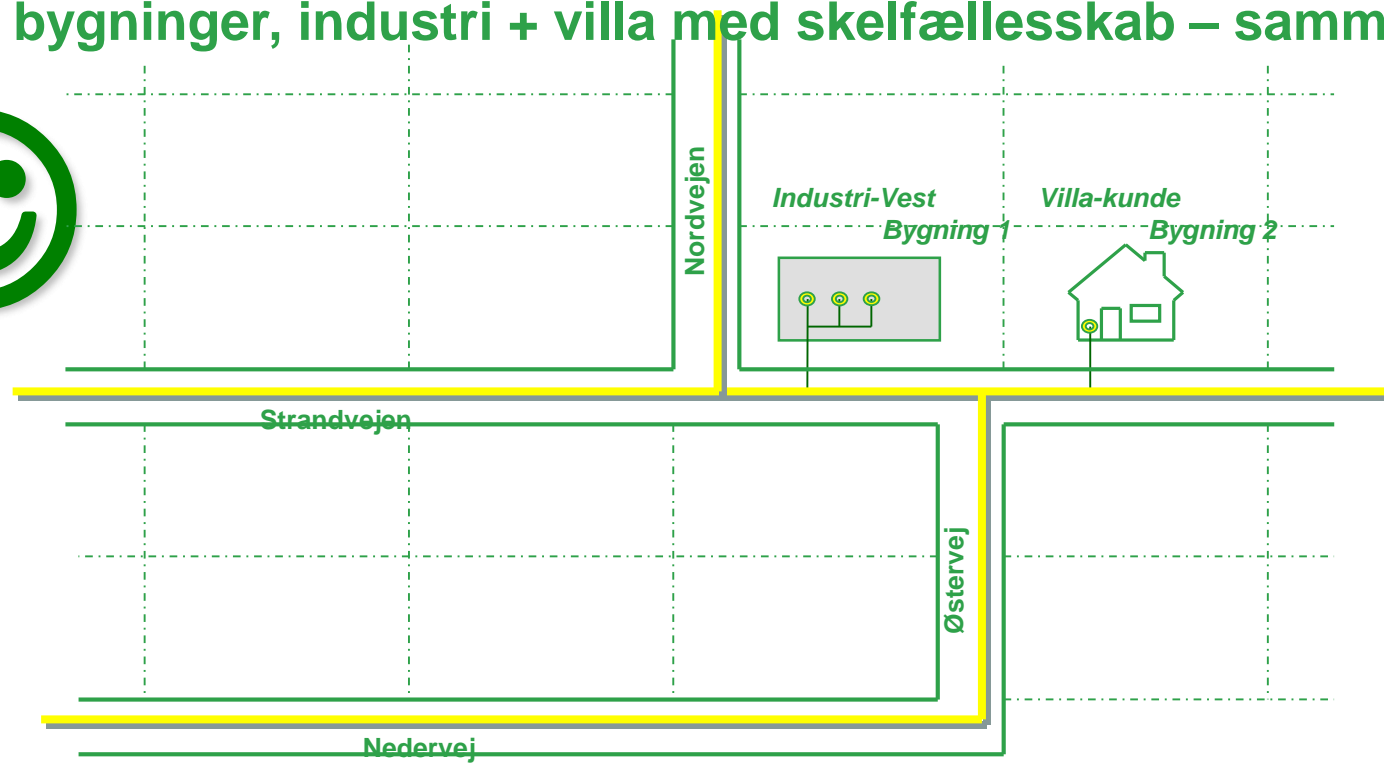 bygninger, industri + villa med skelfællesskab – samm
Nordvejen
Industri-Vest
Bygning 1
Villa-kunde
Bygning 2
Strandvejen
Østervej
Nedervej